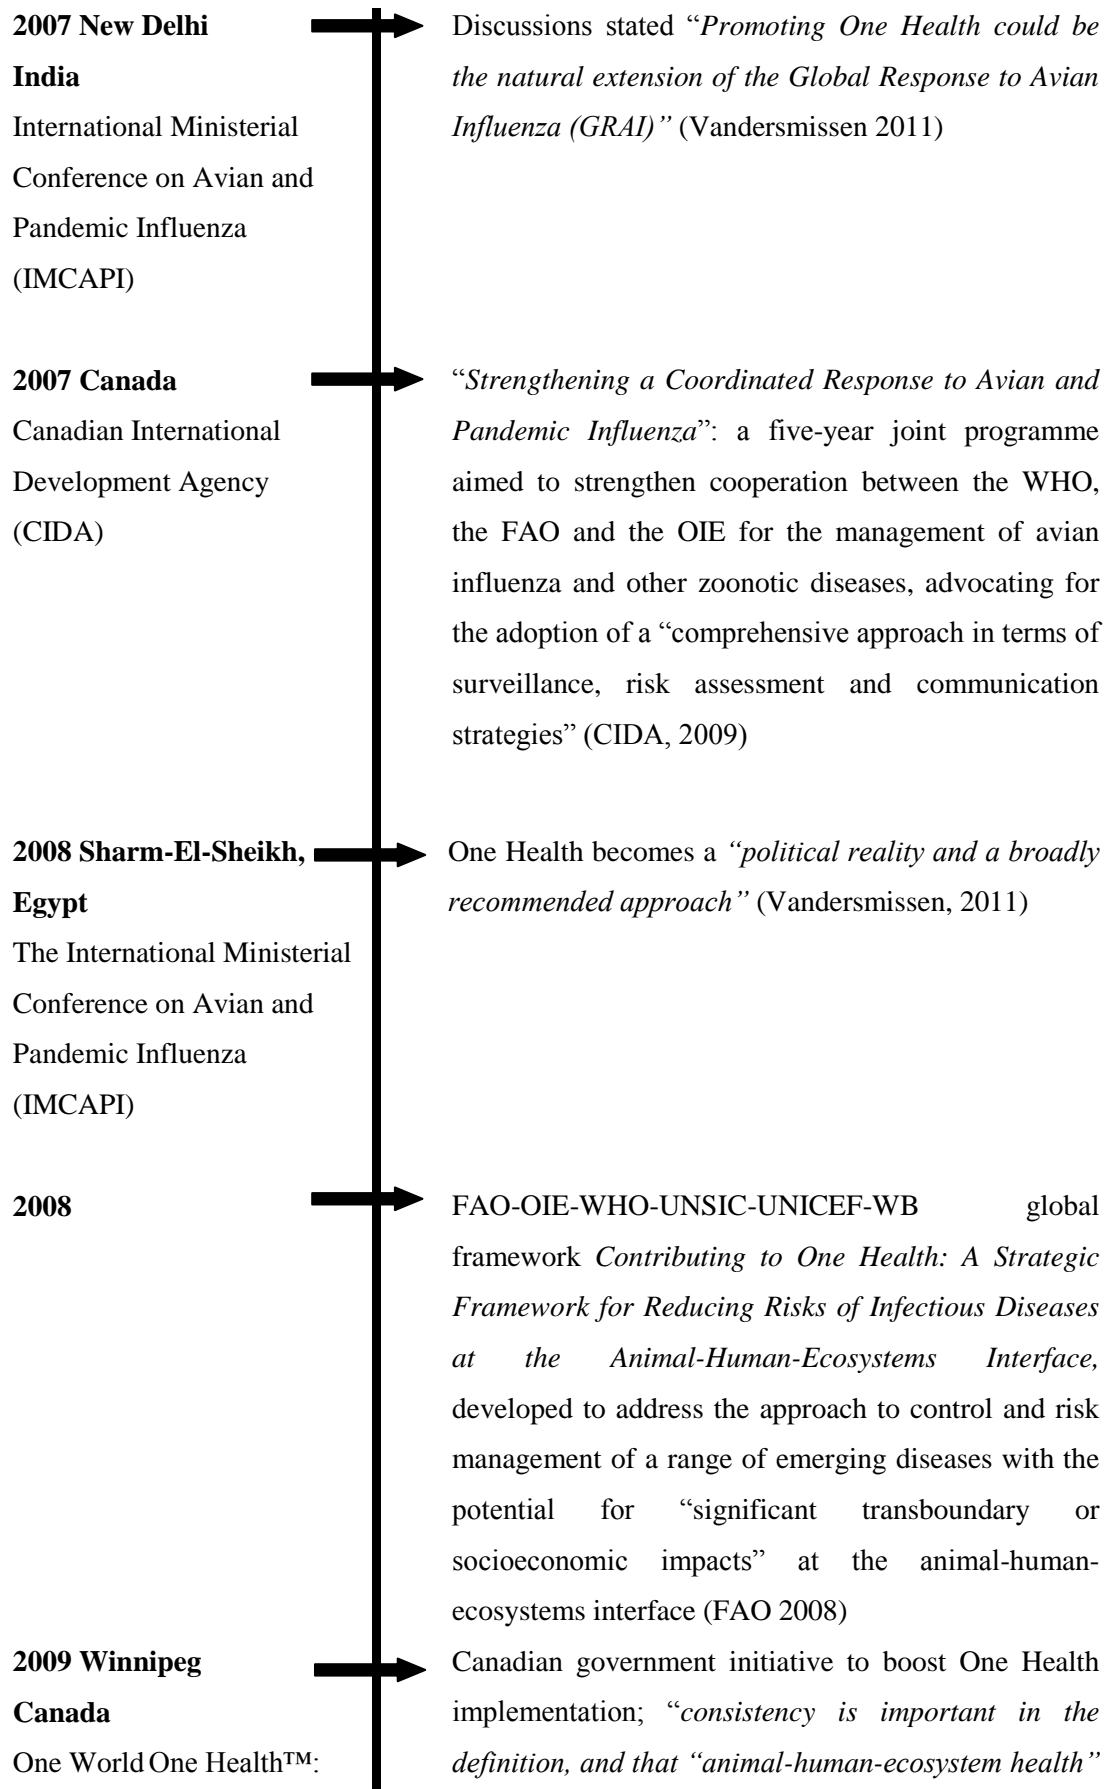 2007 New Delhi
India
International Ministerial
Conference on Avian and
Pandemic Influenza
(IMCAPI)
Discussions stated “Promoting One Health could be
the natural extension of the Global Response to Avian
Influenza (GRAI)” (Vandersmissen 2011)
2007 Canada
Canadian International
Development Agency
(CIDA)
“Strengthening a Coordinated Response to Avian and
Pandemic Influenza”: a five-year joint programme
aimed to strengthen cooperation between the WHO,
the FAO and the OIE for the management of avian
influenza and other zoonotic diseases, advocating for
the adoption of a “comprehensive approach in terms of
surveillance, risk assessment and communication
strategies” (CIDA, 2009)
2008 Sharm-El-Sheikh,
Egypt
The International Ministerial
Conference on Avian and
Pandemic Influenza
(IMCAPI)
One Health becomes a “political reality and a broadly
recommended approach” (Vandersmissen, 2011)
2008
FAO-OIE-WHO-UNSIC-UNICEF-WB global
framework Contributing to One Health: A Strategic
Framework for Reducing Risks of Infectious Diseases
at the Animal-Human-Ecosystems Interface,
developed to address the approach to control and risk
management of a range of emerging diseases with the
potential for “significant transboundary or
socioeconomic impacts” at the animal-human-
ecosystems interface (FAO 2008)
2009 Winnipeg
Canada
One World One Health™:
Canadian government initiative to boost One Health
implementation; “consistency is important in the
definition, and that “animal-human-ecosystem health”